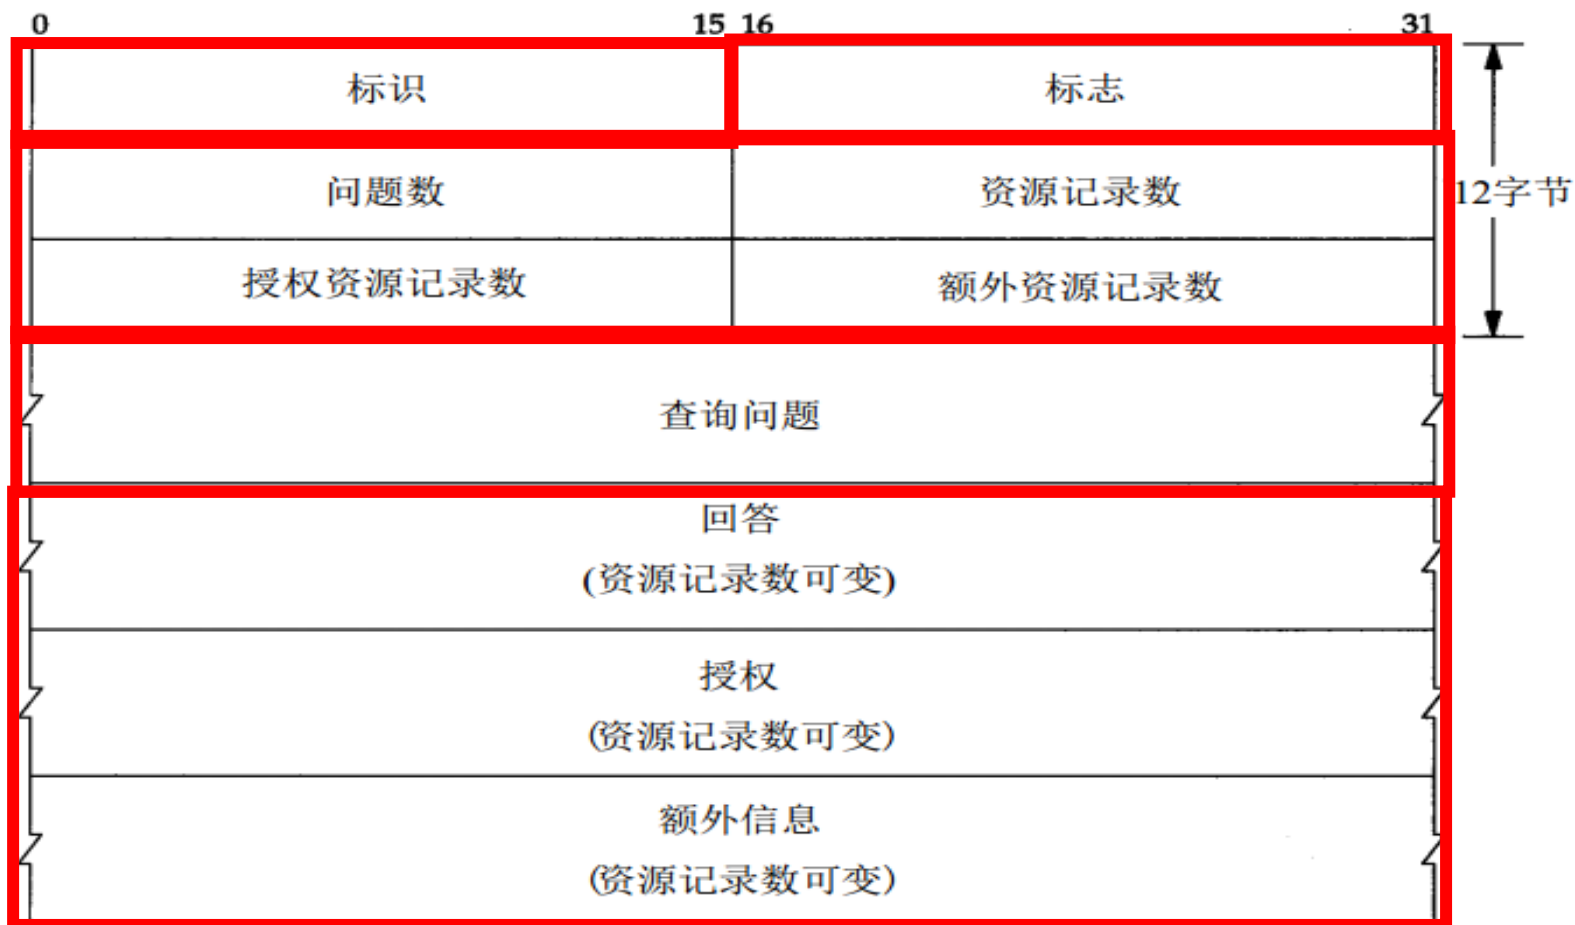 0 15 16 31
标识 标志
问题数 资源记录数 12字节
授权资源记录数 额外资源记录数
查询问题
回答
(资源记录数可变)
授权
(资源记录数可变)
额外信息
(资源记录数可变)